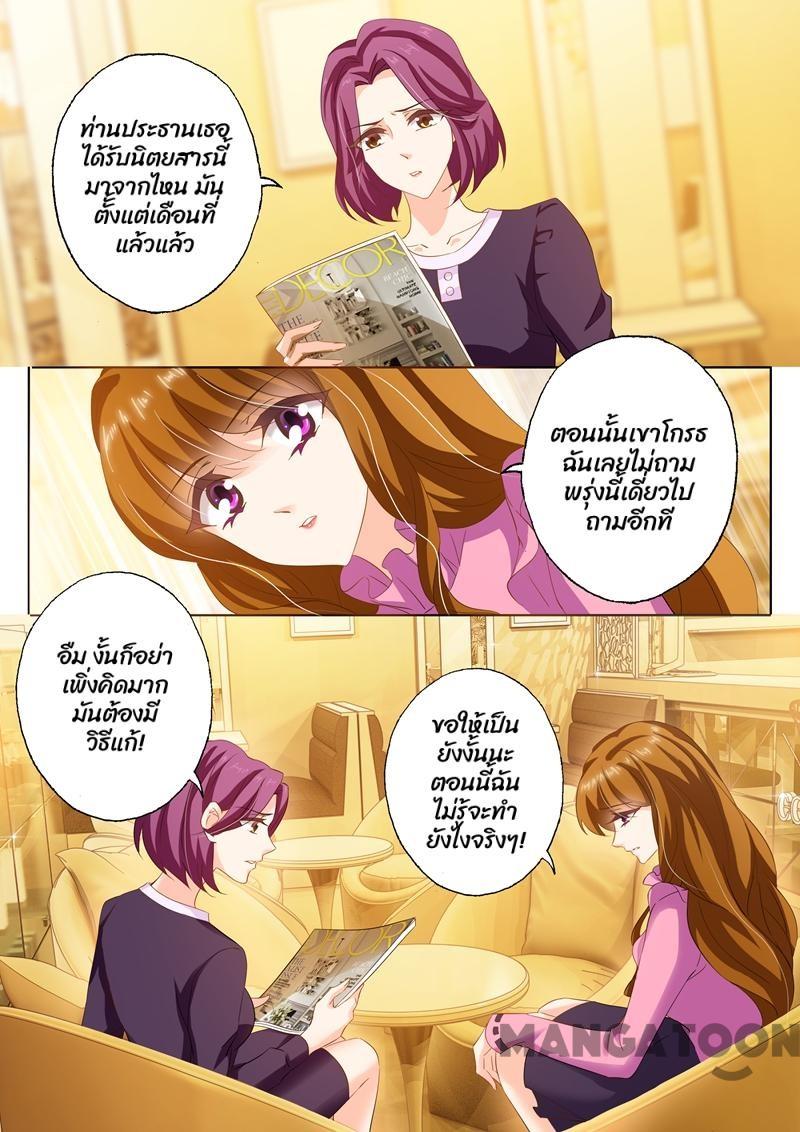 ท่านประธานเธอ
ได้รับนิตยสารนี้
มาจากไหน มัน
ตั้งแต่เดือนที่
แล้วแล้ว
DECOR
BEACH
CHIC
THE
ULTIMATE
THE
ตอนนั้นเขาโกรธ
ฉันเลยไม่ถาม
พรุ่งนี้เดี๋ยวไป
ถามอีกที
อืม งั้นก็อย่า
เพิ่งคิดมาก
มันต้องมี
วิธีแก้!
ขอให้เป็น
ยังงั้นนะ
ตอนนี้ฉัน
ไม่รู้จะทำ
ยังไงจริงๆ!
DECOR
MANGATOON